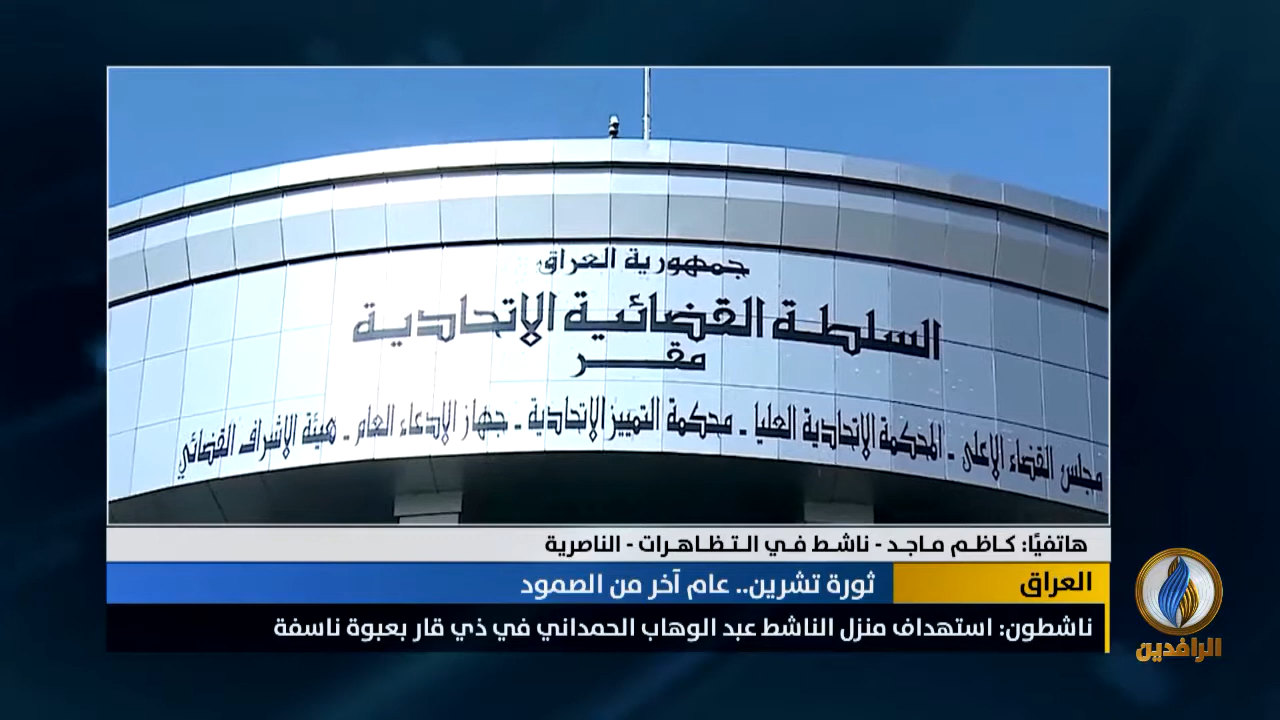 جمهورية العراق
السلطة القضائية الاتحادية
مقر
مجلس القضاء الاعلى - المحكمة الاتحادية العليا - محكمة التمييز الاتحادية - جهاز الادعاء العام - هيئة الاشراف القضائي
هاتفيًا: كاظم ماجد - ناشط في التظاهرات - الناصرية
العراق
ثورة تشرين.. عام آخر من الصمود
ناشطون: استهداف منزل الناشط عبد الوهاب الحمداني في ذي قار بعبوة ناسفة
الرافدين